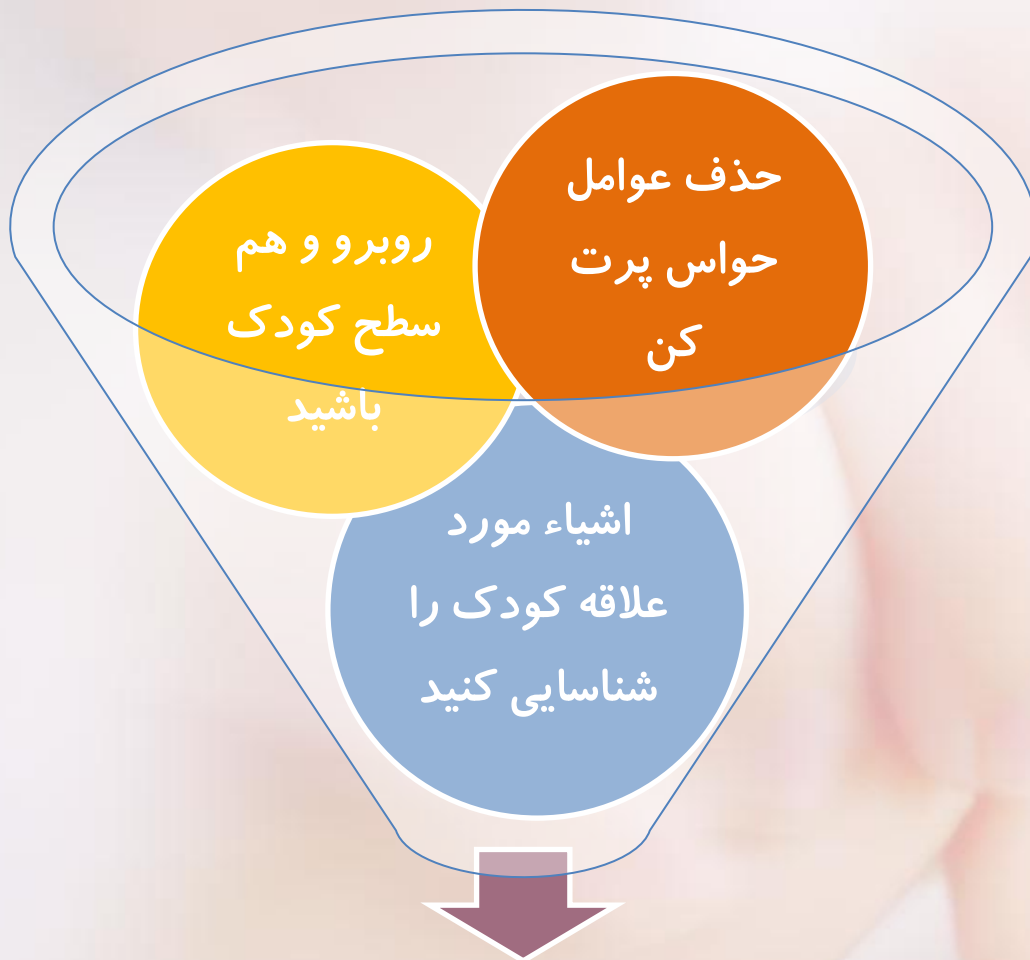 حذف عوامل
حواس پرت
کن
روبرو و هم
سطح کودک
باشید
اشیاء مورد
علاقه کودک را
شناسایی کنید